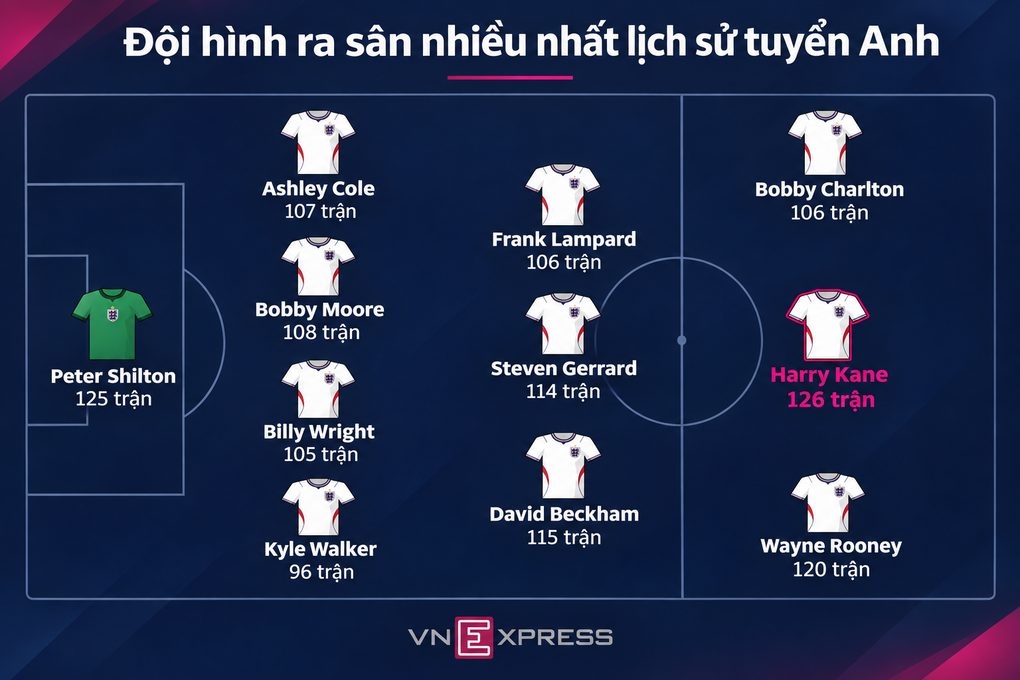 Đội hình ra sân nhiều nhất lịch sử tuyển Anh
Peter Shilton
125 trận
Ashley Cole
107 trận
Bobby Moore
108 trận
Billy Wright
105 trận
Kyle Walker
96 trận
Frank Lampard
106 trận
Steven Gerrard
114 trận
David Beckham
115 trận
Bobby Charlton
106 trận
Harry Kane
126 trận
Wayne Rooney
120 trận
VNEXPRESS